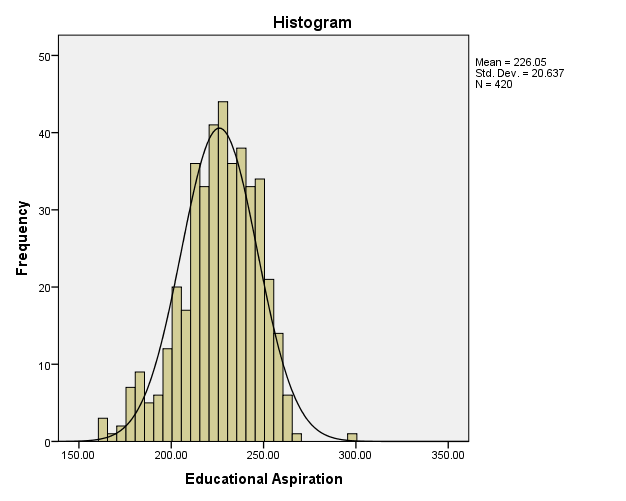 Histogram
Mean = 226.05
Std. Dev. = 20.637
N = 420
50
40
30
20
10
0
Frequency
150.00 200.00 250.00 300.00 350.00
Educational Aspiration